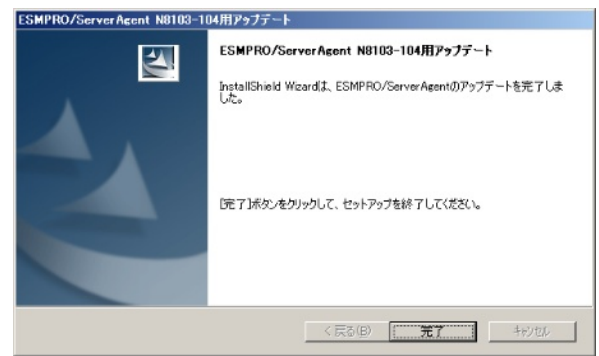 ESMPRO/ServerAgent N8103-104用アップデート
ESMPRO/ServerAgent N8103-104用アップデート
InstallShield Wizardは、ESMPRO/ServerAgentのアップデートを完了しま
した。
[完了]ボタンをクリックして、セットアップを終了してください。
< 戻る(B)
完了
キャンセル